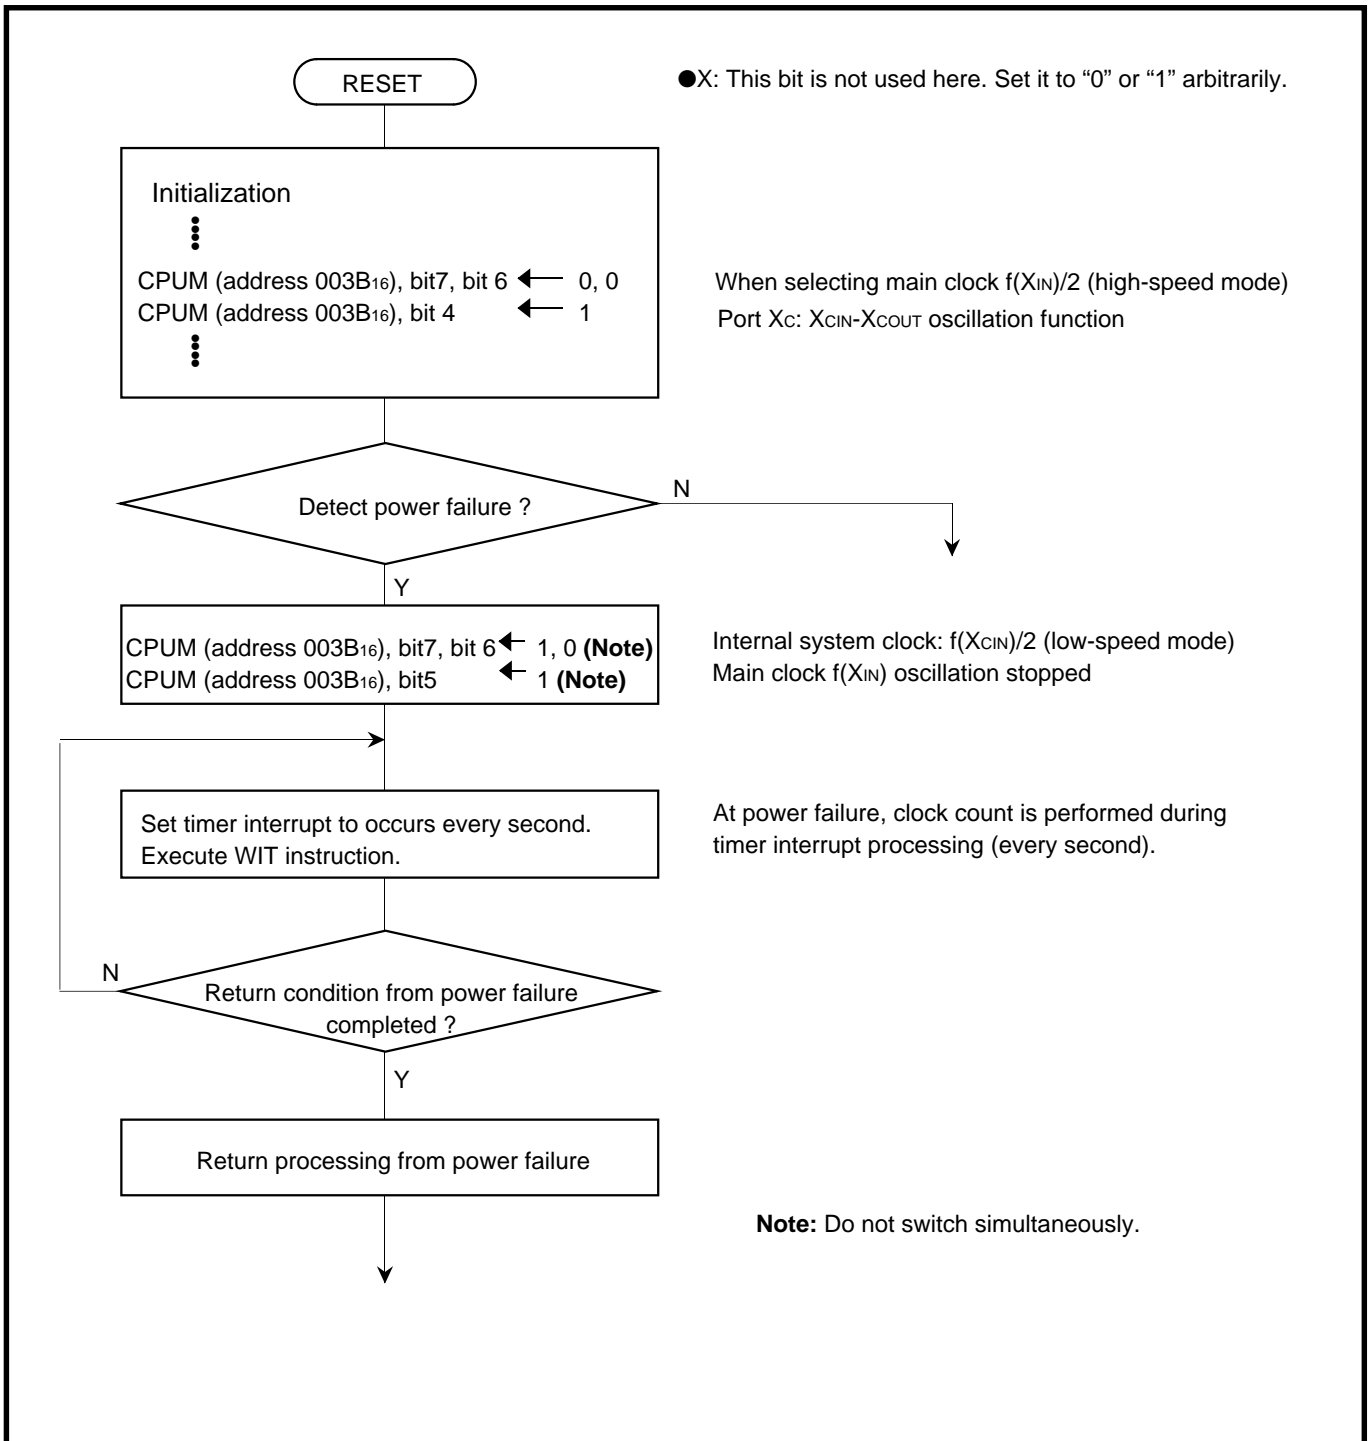 RESET
●X: This bit is not used here. Set it to “0” or “1” arbitrarily.
Initialization
CPUM (address 003B16), bit7, bit 6 ← 0, 0
When selecting main clock f(XIN)/2 (high-speed mode)
CPUM (address 003B16), bit 4 ← 1
Port XC: XCIN-XCOUT oscillation function
Detect power failure ?
N
Y
CPUM (address 003B16), bit7, bit 6 ← 1, 0 (Note)
Internal system clock: f(XCIN)/2 (low-speed mode)
CPUM (address 003B16), bit5 ← 1 (Note)
Main clock f(XIN) oscillation stopped
Set timer interrupt to occurs every second.
Execute WIT instruction.
At power failure, clock count is performed during
timer interrupt processing (every second).
N
Return condition from power failure
completed ?
Y
Return processing from power failure
Note: Do not switch simultaneously.